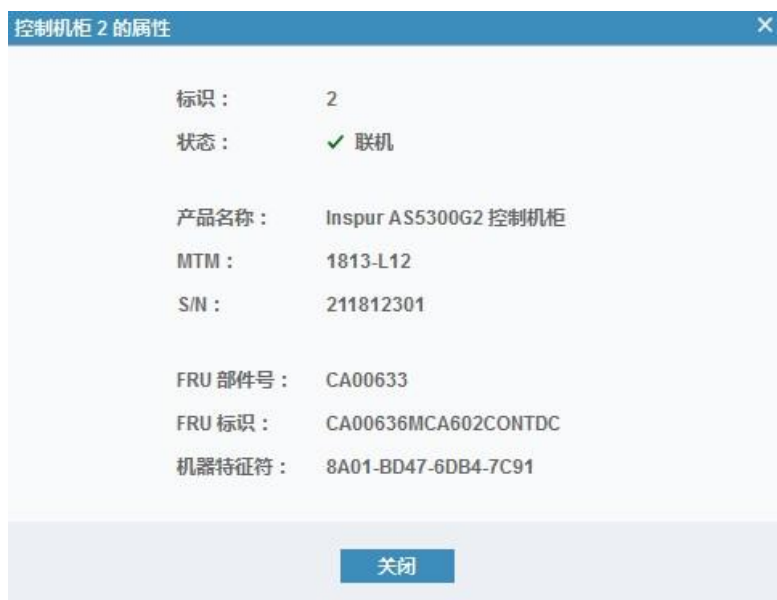 控制机柜 2 的属性
标识： 2
状态： 联机
产品名称： Inspur AS5300G2 控制机柜
MTM： 1813-L12
S/N： 211812301
FRU 部件号： CA00633
FRU 标识： CA00636MCA602CONTDC
机器特征符： 8A01-BD47-6DB4-7C91
关闭